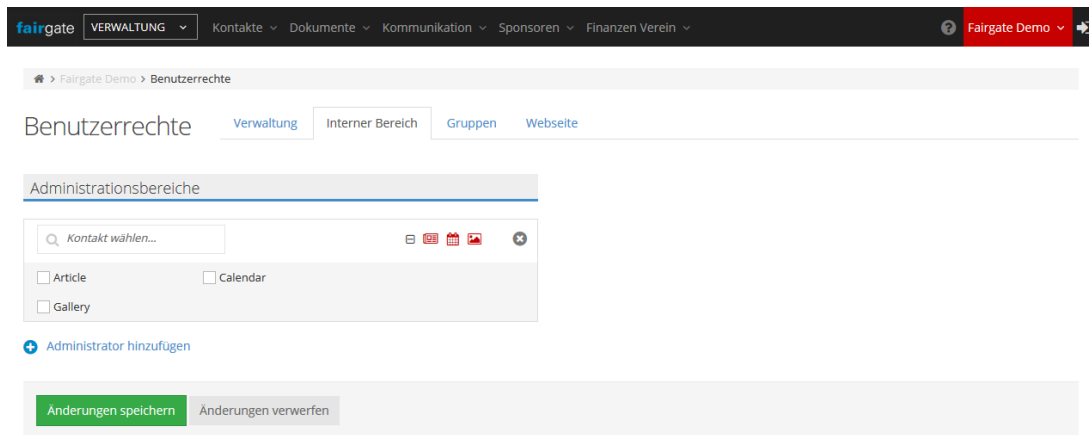 fairgate VERWALTUNG Kontakte Dokumente Kommunikation Sponsoren Finanzen Verein Fairgate Demo
> Fairgate Demo > Benutzerrechte
Benutzerrechte Verwaltung Interner Bereich Gruppen Webseite
Administrationsbereiche
Kontakt wählen...
Article Calendar
Gallery
Administrator hinzufügen
Änderungen speichern Änderungen verwerfen